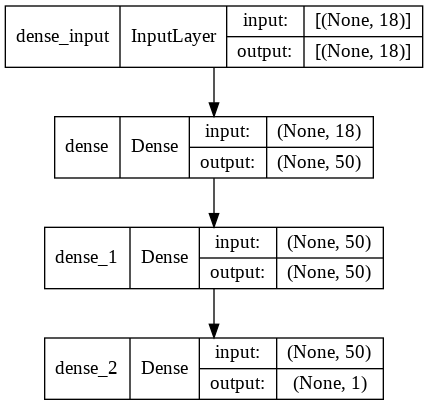 dense_input InputLayer input: [(None, 18)]
output: [(None, 18)]
dense Dense input: (None, 18)
output: (None, 50)
dense_1 Dense input: (None, 50)
output: (None, 50)
dense_2 Dense input: (None, 50)
output: (None, 1)